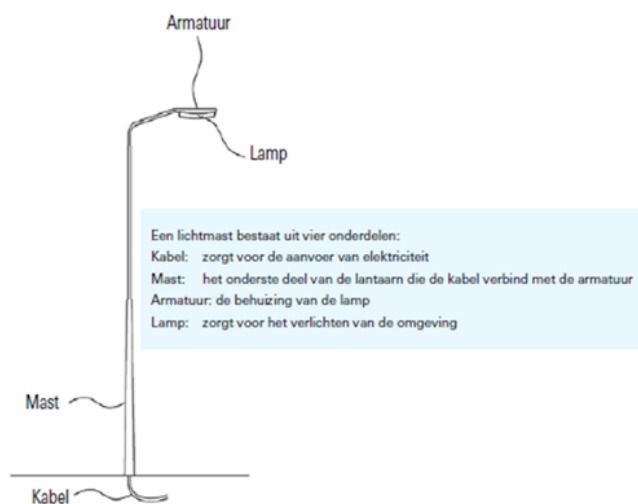 Armatuur
Lamp
Een lichtmast bestaat uit vier onderdelen:
Kabel: zorgt voor de aanvoer van elektriciteit
Mast: het onderste deel van de lantaarn die de kabel verbind met de armatuur
Armatuur: de behuizing van de lamp
Lamp: zorgt voor het verlichten van de omgeving
Mast
Kabel